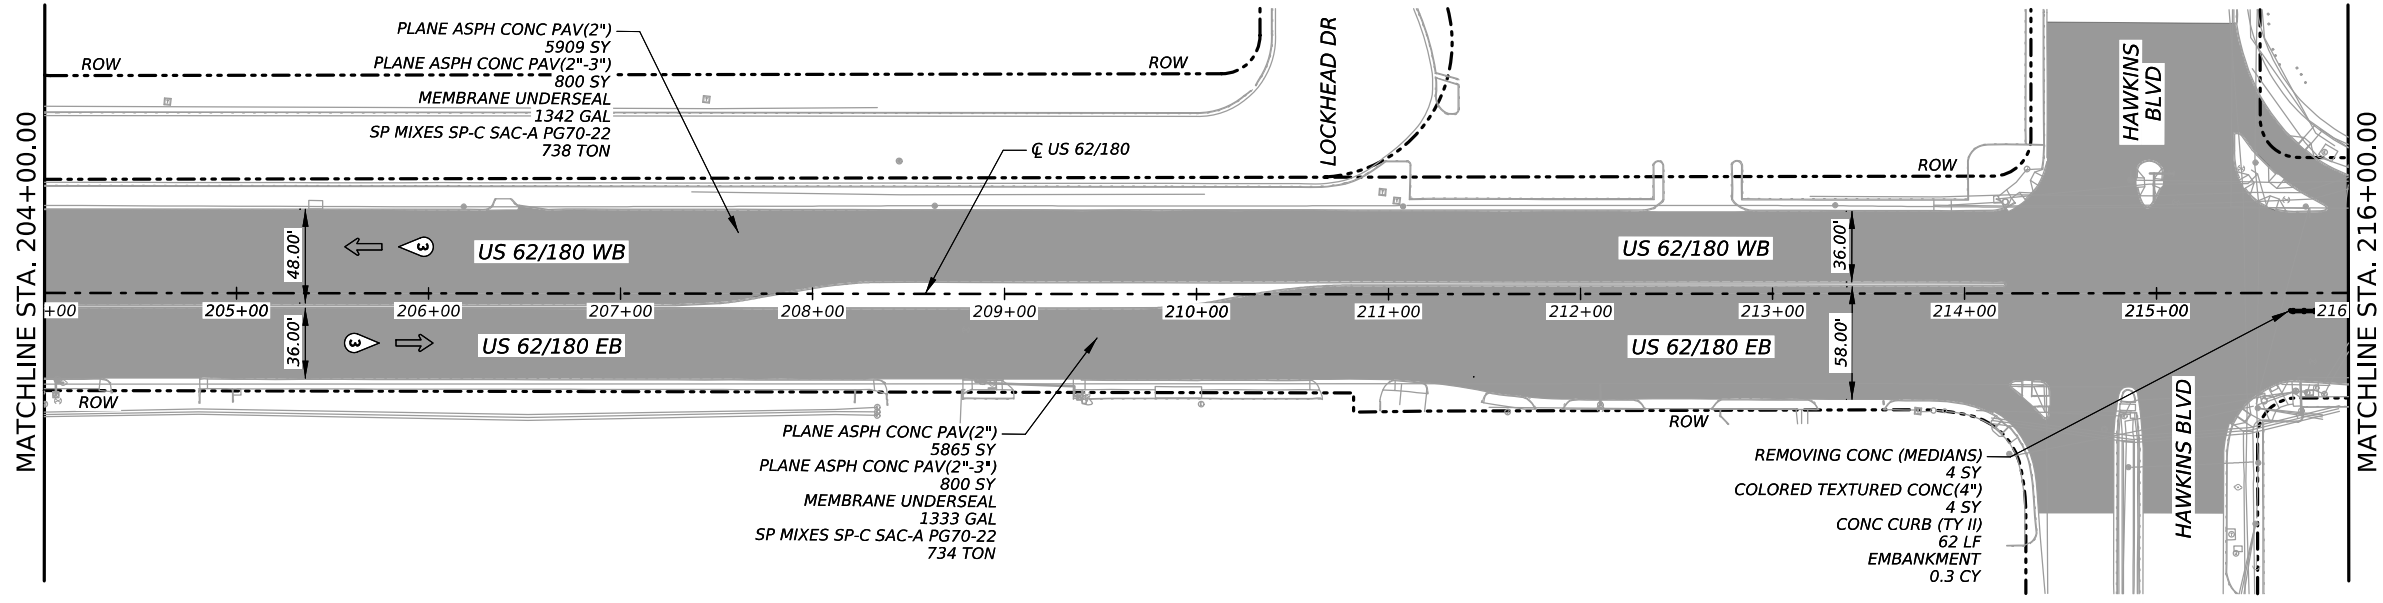 MATCHLINE STA. 204+00.00
PLANE ASPH CONC PAV(2")
5909 SY
PLANE ASPH CONC PAV(2"-3")
800 SY
MEMBRANE UNDERSEAL
1342 GAL
SP MIXES SP-C SAC-A PG70-22
738 TON
ROW
ROW
℄ US 62/180
LOCKHEAD DR
ROW
HAWKINS
BLVD
48.00'
3
US 62/180 WB
US 62/180 WB
36.00'
+00
205+00
206+00
207+00
208+00
209+00
210+00
211+00
212+00
213+00
214+00
215+00
216
36.00'
3
US 62/180 EB
US 62/180 EB
58.00'
ROW
ROW
PLANE ASPH CONC PAV(2")
5865 SY
PLANE ASPH CONC PAV(2"-3")
800 SY
MEMBRANE UNDERSEAL
1333 GAL
SP MIXES SP-C SAC-A PG70-22
734 TON
REMOVING CONC (MEDIANS)
4 SY
COLORED TEXTURED CONC(4")
4 SY
CONC CURB (TY II)
62 LF
EMBANKMENT
0.3 CY
HAWKINS BLVD
MATCHLINE STA. 216+00.00